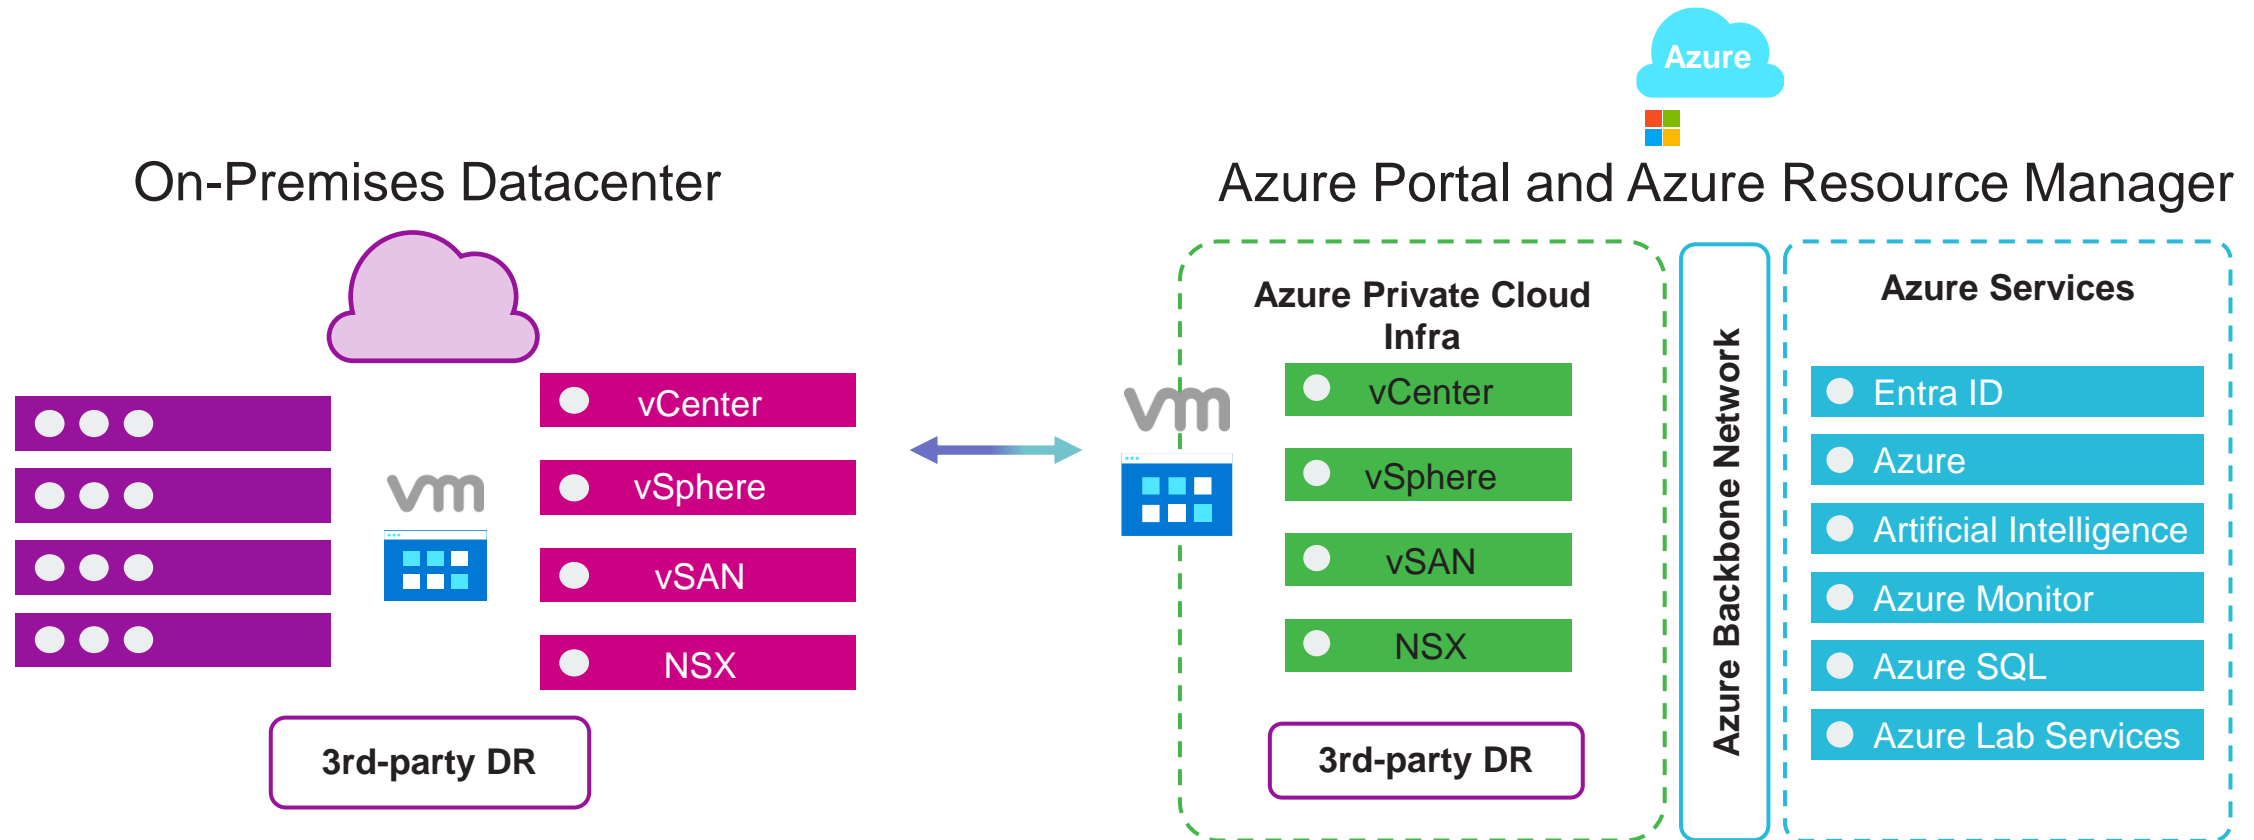 Azure
On-Premises Datacenter
Azure Portal and Azure Resource Manager
vm
vCenter
vSphere
vSAN
NSX
3rd-party DR
vm
Azure Private Cloud
Infra
vCenter
vSphere
vSAN
NSX
3rd-party DR
Azure Backbone Network
Azure Services
Entra ID
Azure
Artificial Intelligence
Azure Monitor
Azure SQL
Azure Lab Services